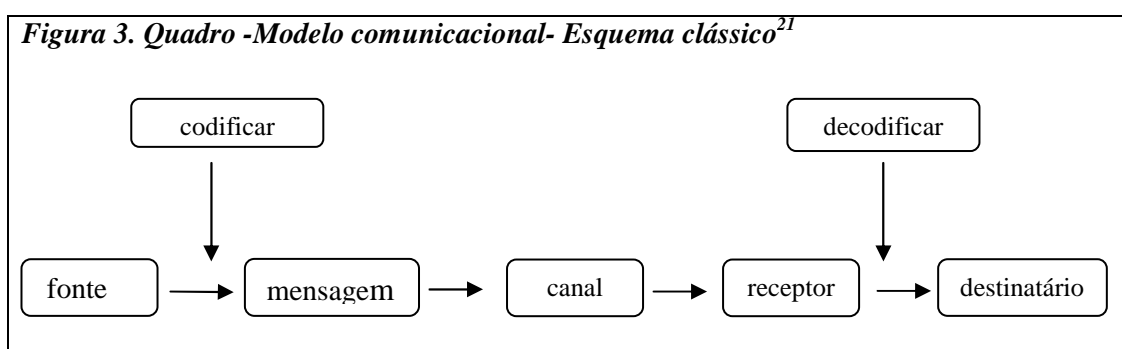 Figura 3. Quadro -Modelo comunicacional- Esquema clássico21
codificar decodificar
fonte mensagem canal receptor destinatário